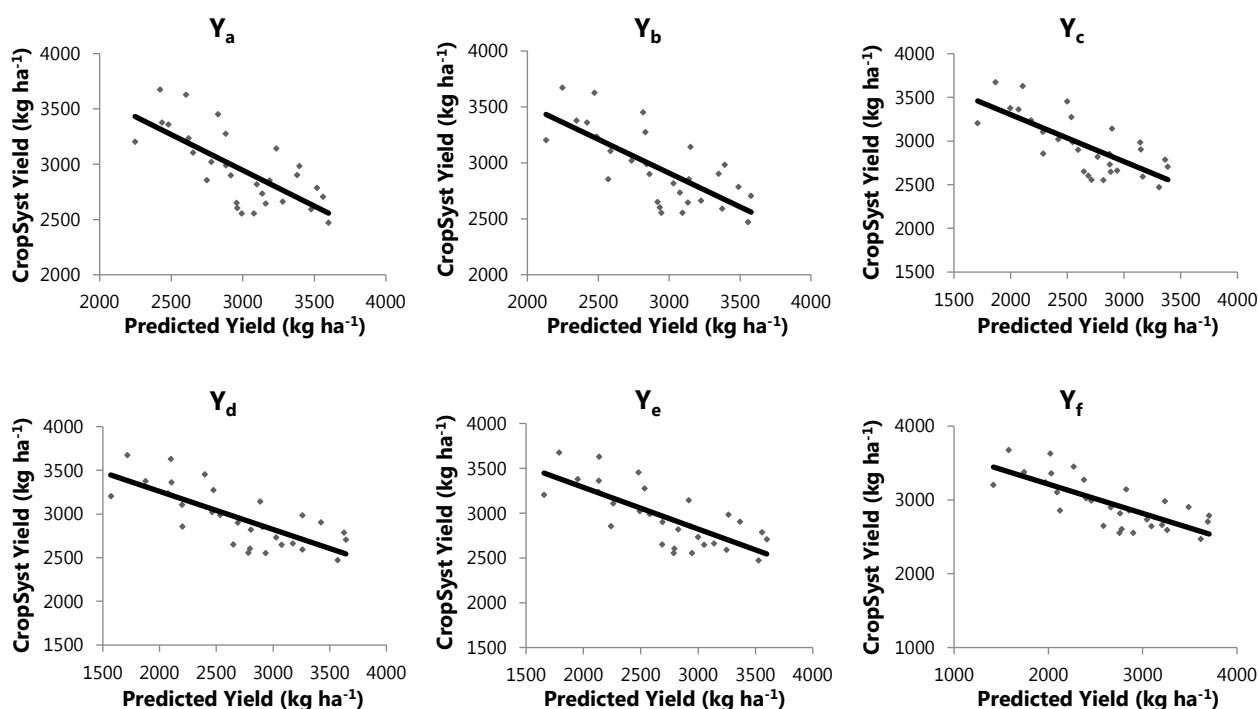 Y_a
CropSyst Yield (kg ha⁻¹)
4000
3500
3000
2500
2000
2000 2500 3000 3500 4000
Predicted Yield (kg ha⁻¹)
Y_b
CropSyst Yield (kg ha⁻¹)
4000
3500
3000
2500
2000
2000 2500 3000 3500 4000
Predicted Yield (kg ha⁻¹)
Y_c
CropSyst Yield (kg ha⁻¹)
4000
3500
3000
2500
2000
1500
1500 2000 2500 3000 3500 4000
Predicted Yield (kg ha⁻¹)
Y_d
CropSyst Yield (kg ha⁻¹)
4000
3500
3000
2500
2000
1500
1500 2000 2500 3000 3500 4000
Predicted Yield (kg ha⁻¹)
Y_e
CropSyst Yield (kg ha⁻¹)
4000
3500
3000
2500
2000
1500
1500 2000 2500 3000 3500 4000
Predicted Yield (kg ha⁻¹)
Y_f
CropSyst Yield (kg ha⁻¹)
4000
3000
2000
1000
1000 2000 3000 4000
Predicted Yield (kg ha⁻¹)